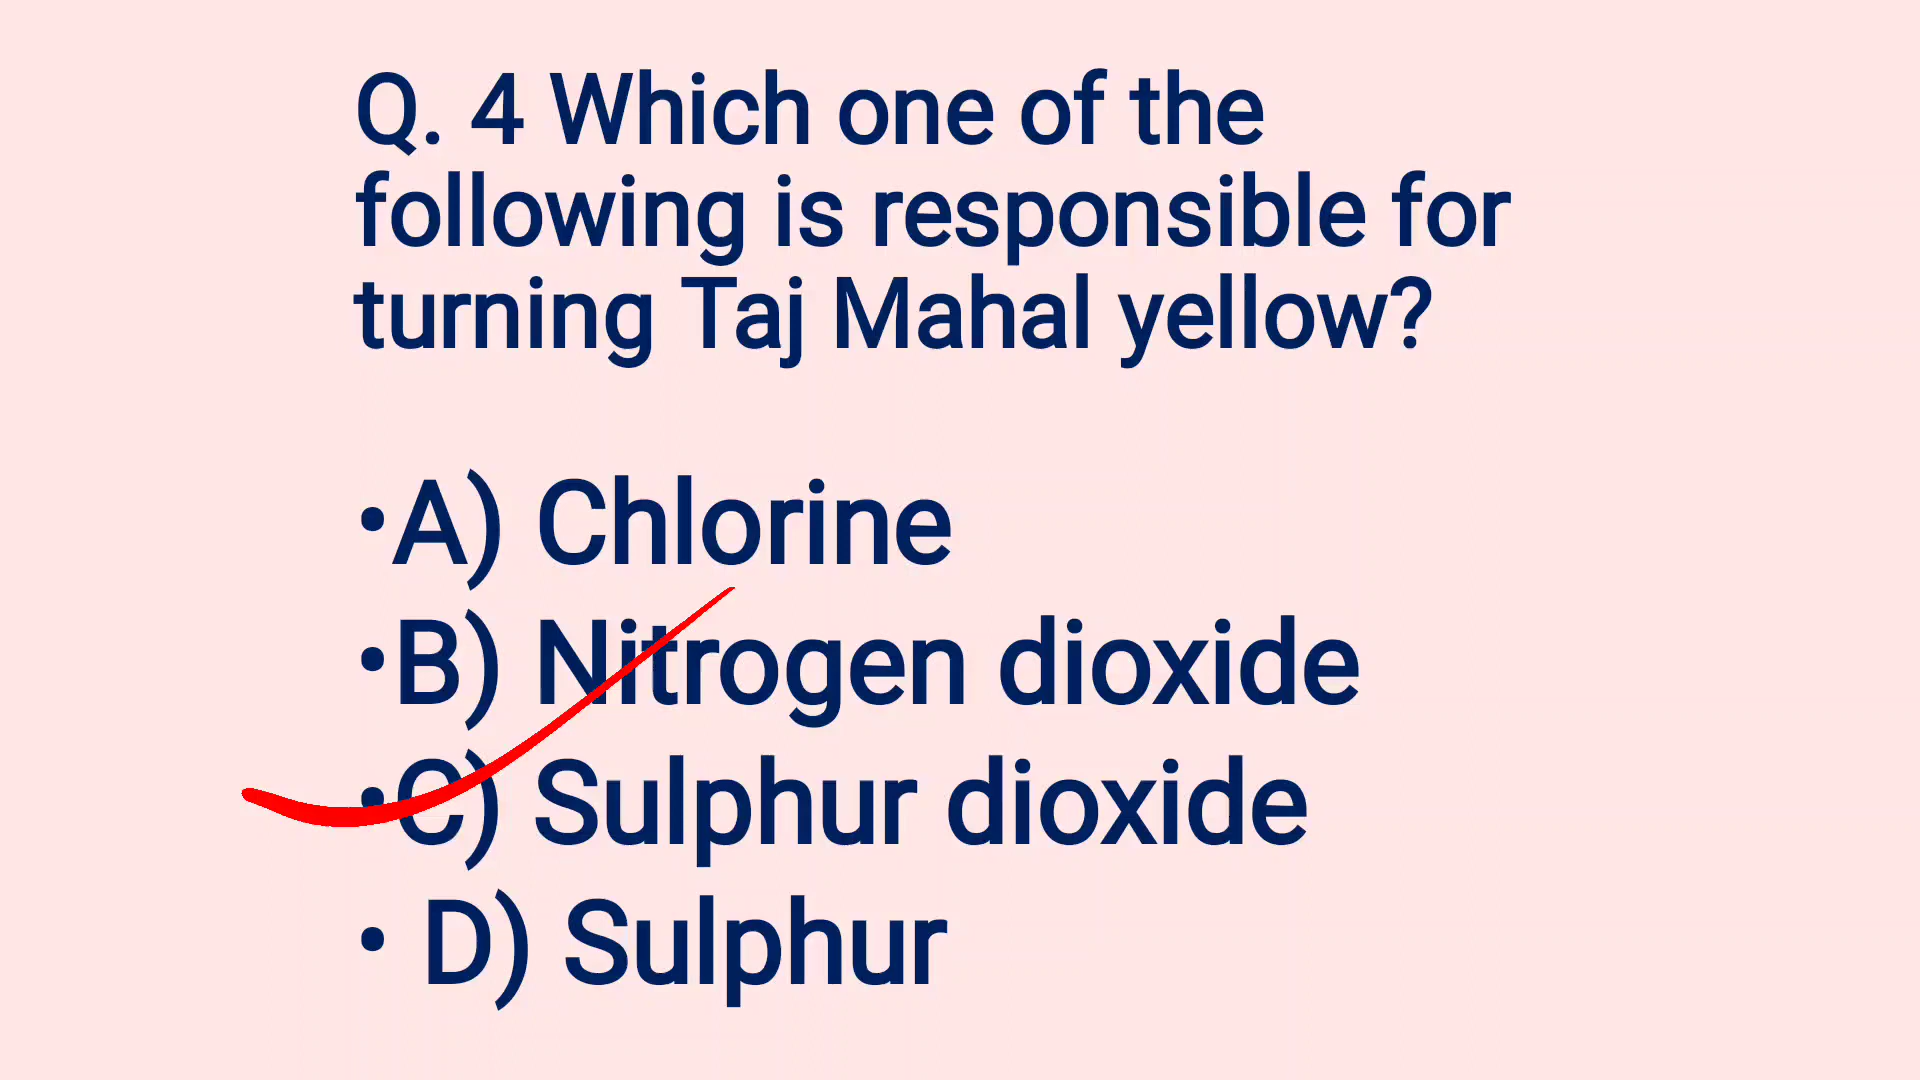 Q. 4 Which one of the
following is responsible for
turning Taj Mahal yellow?
•A) Chlorine
•B) Nitrogen dioxide
•C) Sulphur dioxide
• D) Sulphur